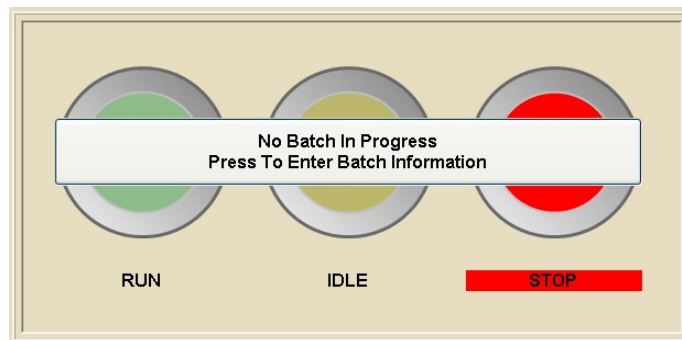 No Batch In Progress
Press To Enter Batch Information
RUN
IDLE
STOP